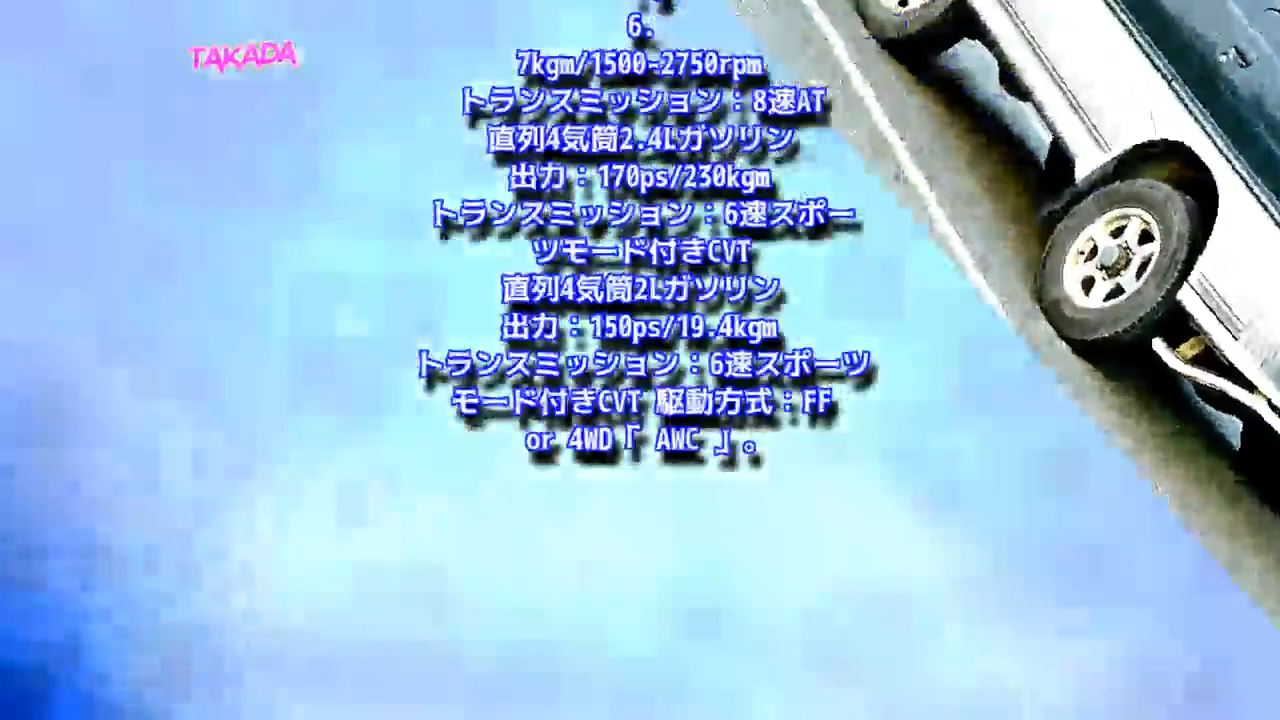 TAKADA
6.
7kgm/1500-2750rpm
トランスミッション：8速AT
直列4気筒2.4Lガソリン
出力：170ps/230kgm
トランスミッション：6速スポー
ツモード付きCVT
直列4気筒2Lガソリン
出力：150ps/19.4kgm
トランスミッション：6速スポーツ
モード付きCVT 駆動方式：FF
or 4WD「 AWC 」。